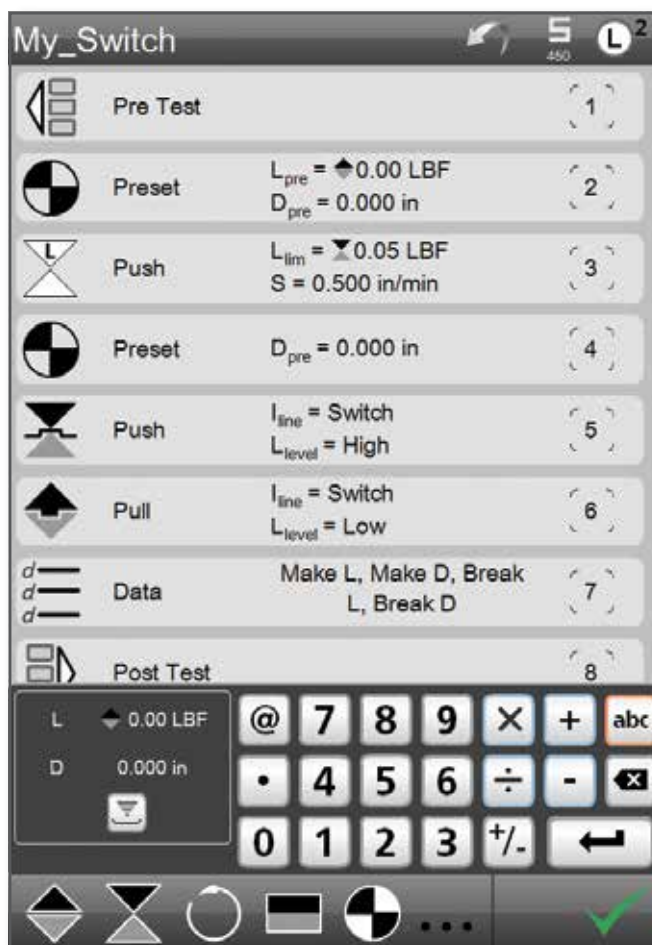 My_Switch S 450 L 2
Pre Test 1
Preset Lpre = 0.00 LBF 2
Dpre = 0.000 in
L Push Llim = 0.05 LBF 3
S = 0.500 in/min
Preset Dpre = 0.000 in 4
Push Iline = Switch 5
Llevel = High
Pull Iline = Switch 6
Llevel = Low
d
d Data Make L, Make D, Break 7
d L, Break D
Post Test 8
L 0.00 LBF @ 7 8 9 × + abc
D 0.000 in • 4 5 6 ÷ -
0 1 2 3 +/-
...